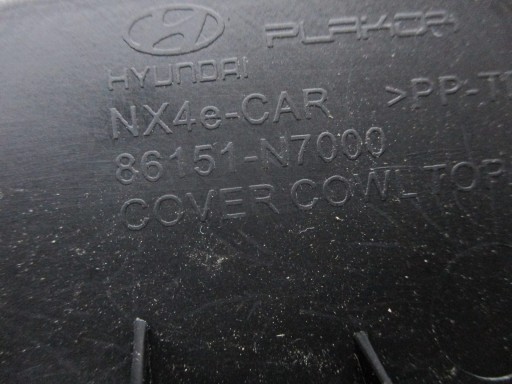 PLAKOR
HYUNDAI
NX4e-CAR >PP-T
86151-N7000
COVER COWL TOP